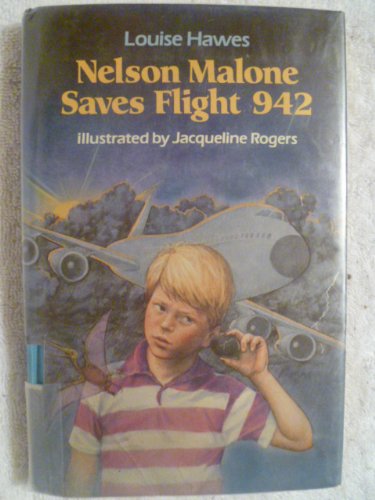 Louise Hawes
Nelson Malone
Saves Flight 942
illustrated by Jacqueline Rogers